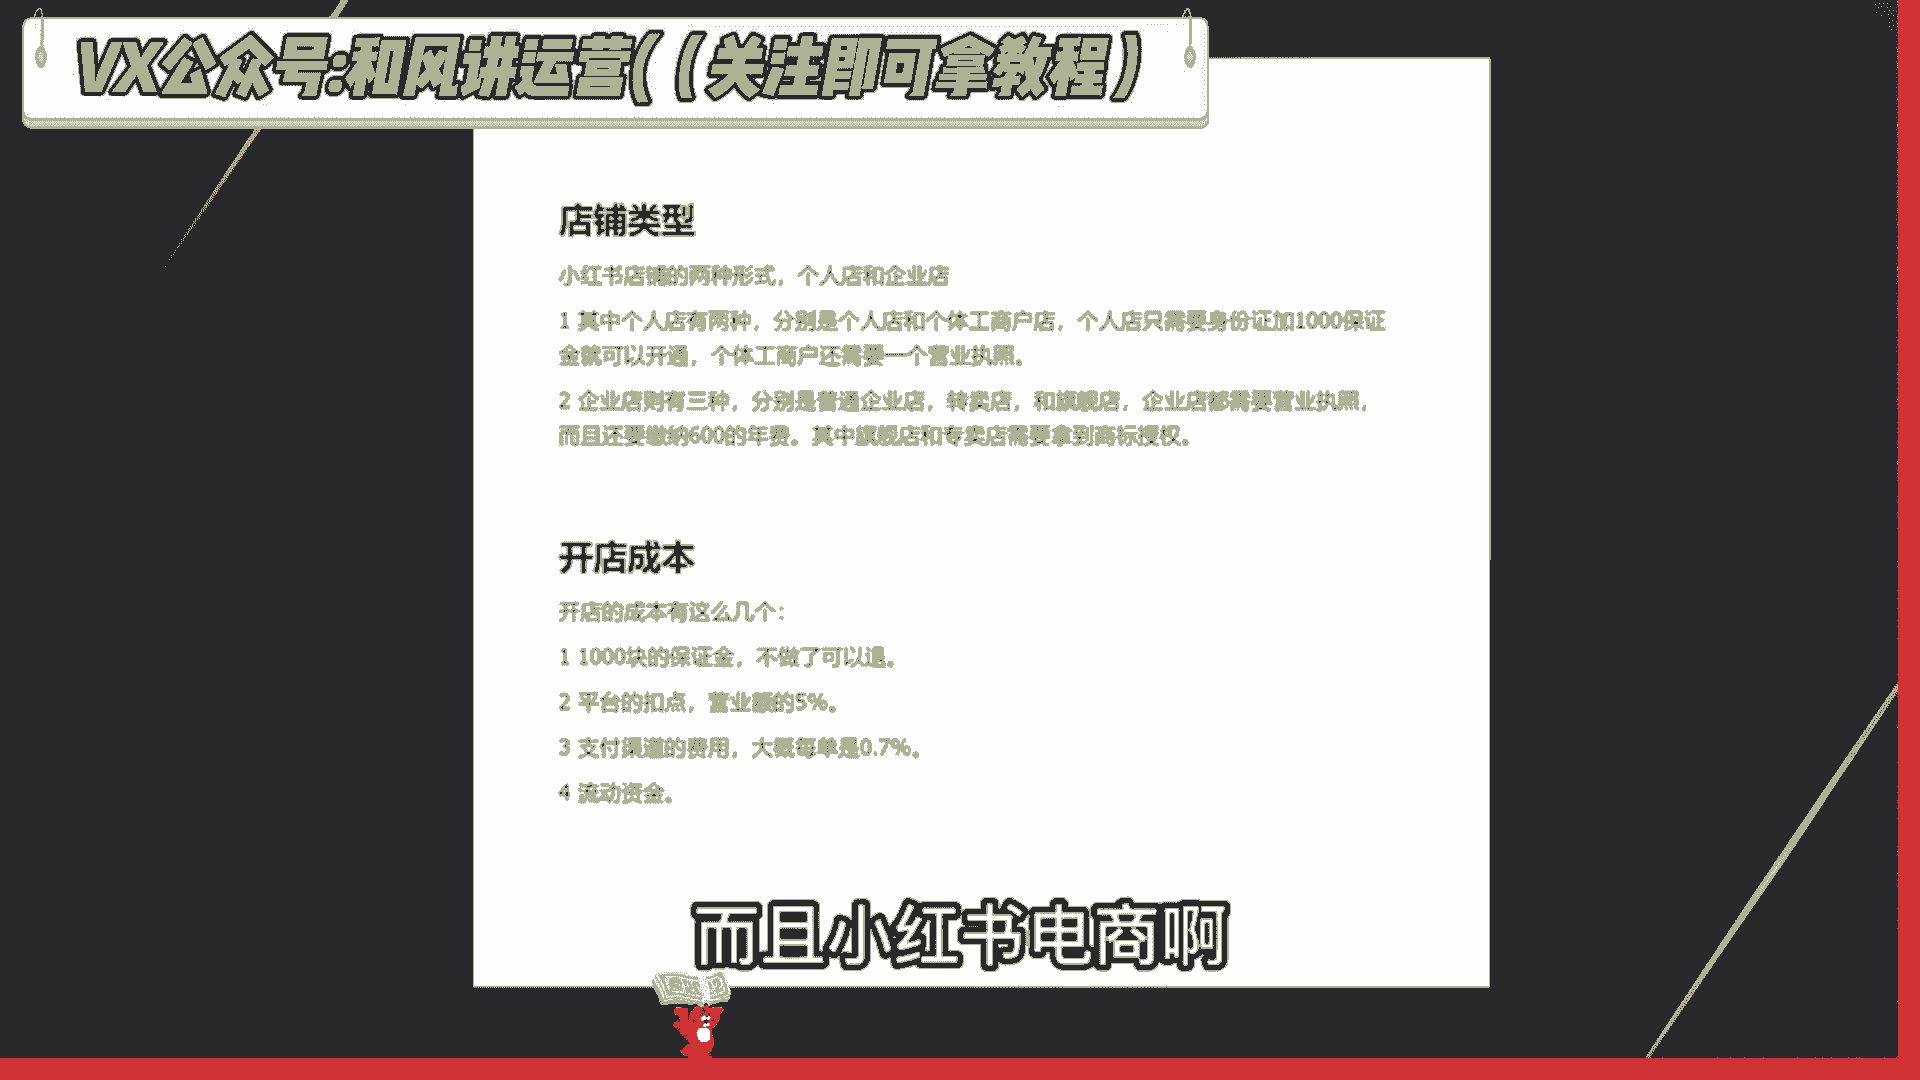 VX公众号:和风讲运营((关注即可拿教程)
店铺类型
小红书店铺的两种形式，个人店和企业店
1 其中个人店有两种，分别是个人店和个体工商户店，个人店只需要身份证加1000保证
金就可以开通，个体工商户还需要一个营业执照。
2 企业店则有三种，分别是普通企业店，转卖店，和旗舰店，企业店都需要营业执照，
而且还要缴纳600的年费。其中旗舰店和专卖店需要拿到商标授权。
开店成本
开店的成本有这么几个：
1 1000块的保证金，不做了可以退。
2 平台的扣点，营业额的5%。
3 支付渠道的费用，大概每单是0.7%。
4 流动资金。
而且小红书电商啊